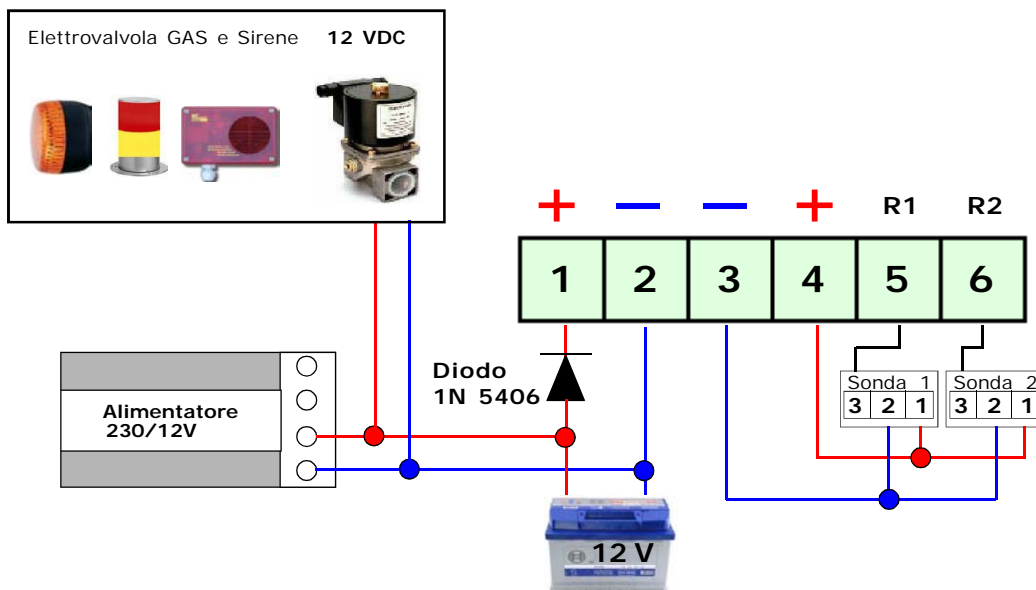 Elettrovalvola GAS e Sirene 12 VDC
+ — — + R1 R2
1 2 3 4 5 6
Diodo
1N 5406
Alimentatore
230/12V
Sonda 1
3 2 1
Sonda 2
3 2 1
12 V